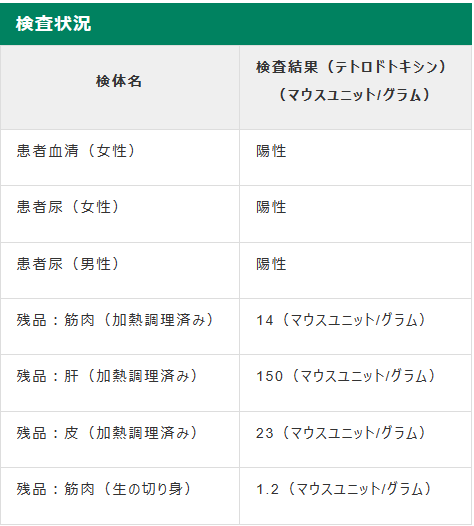 検査状況
検体名
検査結果（テトロドトキシン）
（マウスユニット/グラム）
患者血清（女性）
陽性
患者尿（女性）
陽性
患者尿（男性）
陽性
残品：筋肉（加熱調理済み）
14（マウスユニット/グラム）
残品：肝（加熱調理済み）
150（マウスユニット/グラム）
残品：皮（加熱調理済み）
23（マウスユニット/グラム）
残品：筋肉（生の切り身）
1.2（マウスユニット/グラム）